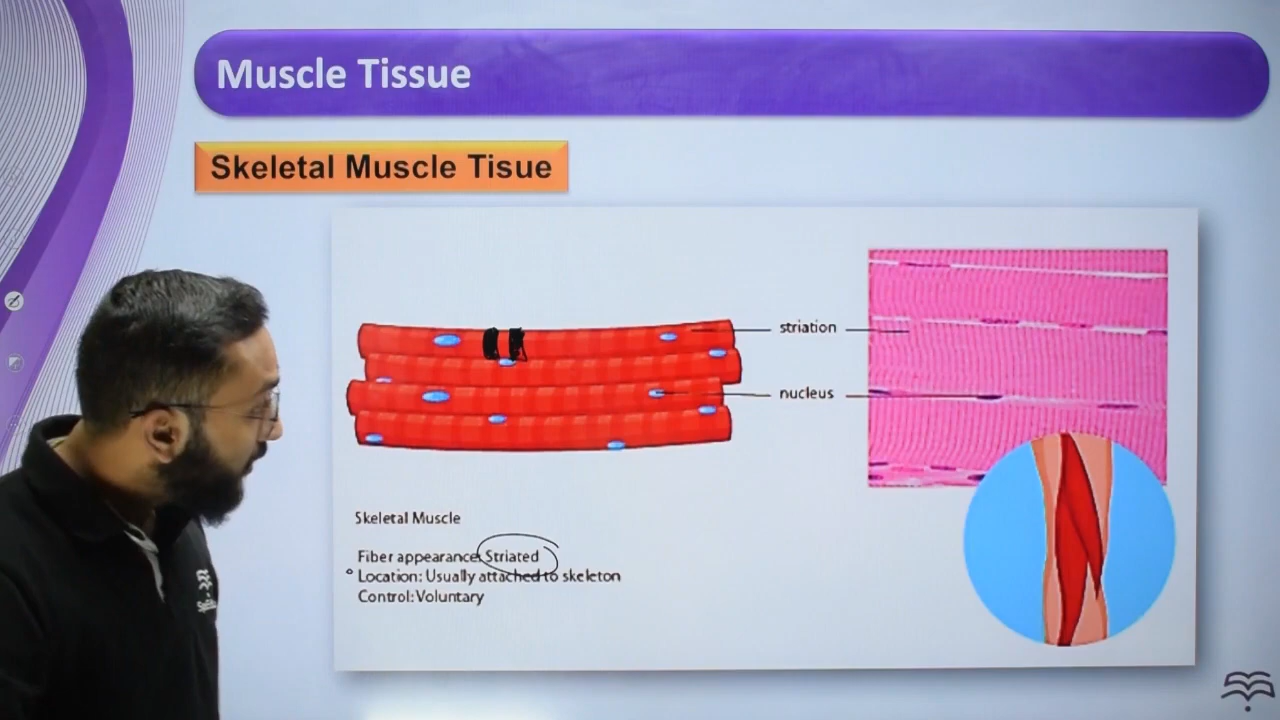 Muscle Tissue
Skeletal Muscle Tisue
striation
nucleus
Skeletal Muscle
Fiber appearance: Striated
Location: Usually attached to skeleton
Control: Voluntary